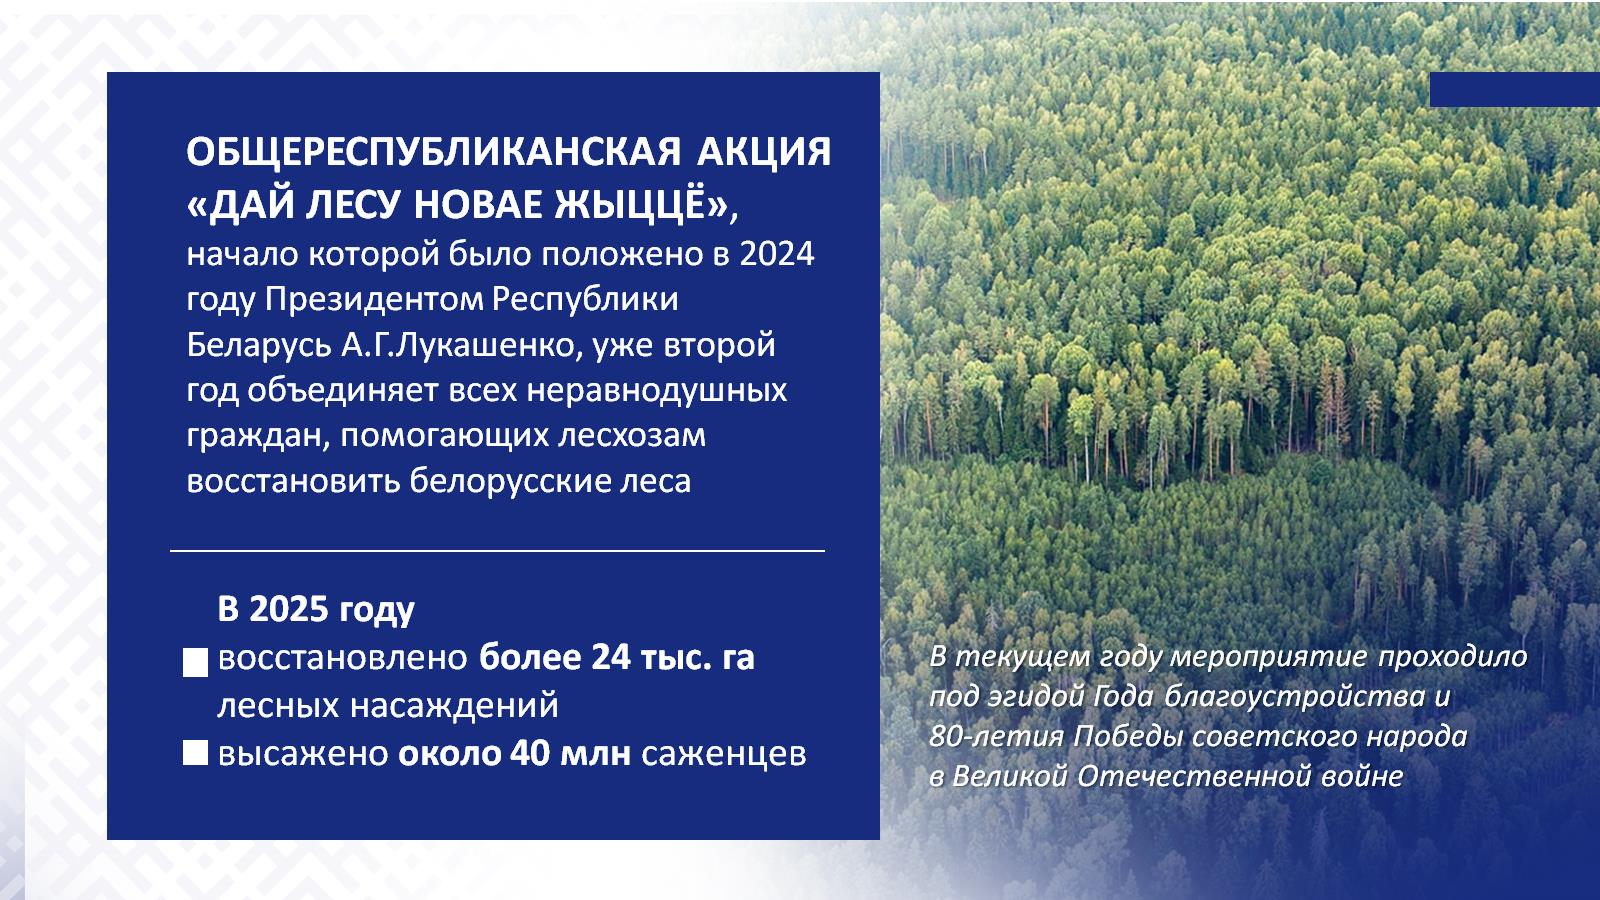 ОБЩЕРЕСПУБЛИКАНСКАЯ АКЦИЯ
«ДАЙ ЛЕСУ НОВАЕ ЖЫЦЦЁ»,
начало которой было положено в 2024
году Президентом Республики
Беларусь А.Г.Лукашенко, уже второй
год объединяет всех неравнодушных
граждан, помогающих лесхозам
восстановить белорусские леса
В 2025 году
восстановлено более 24 тыс. га
лесных насаждений
высажено около 40 млн саженцев
В текущем году мероприятие проходило
под эгидой Года благоустройства и
80-летия Победы советского народа
в Великой Отечественной войне